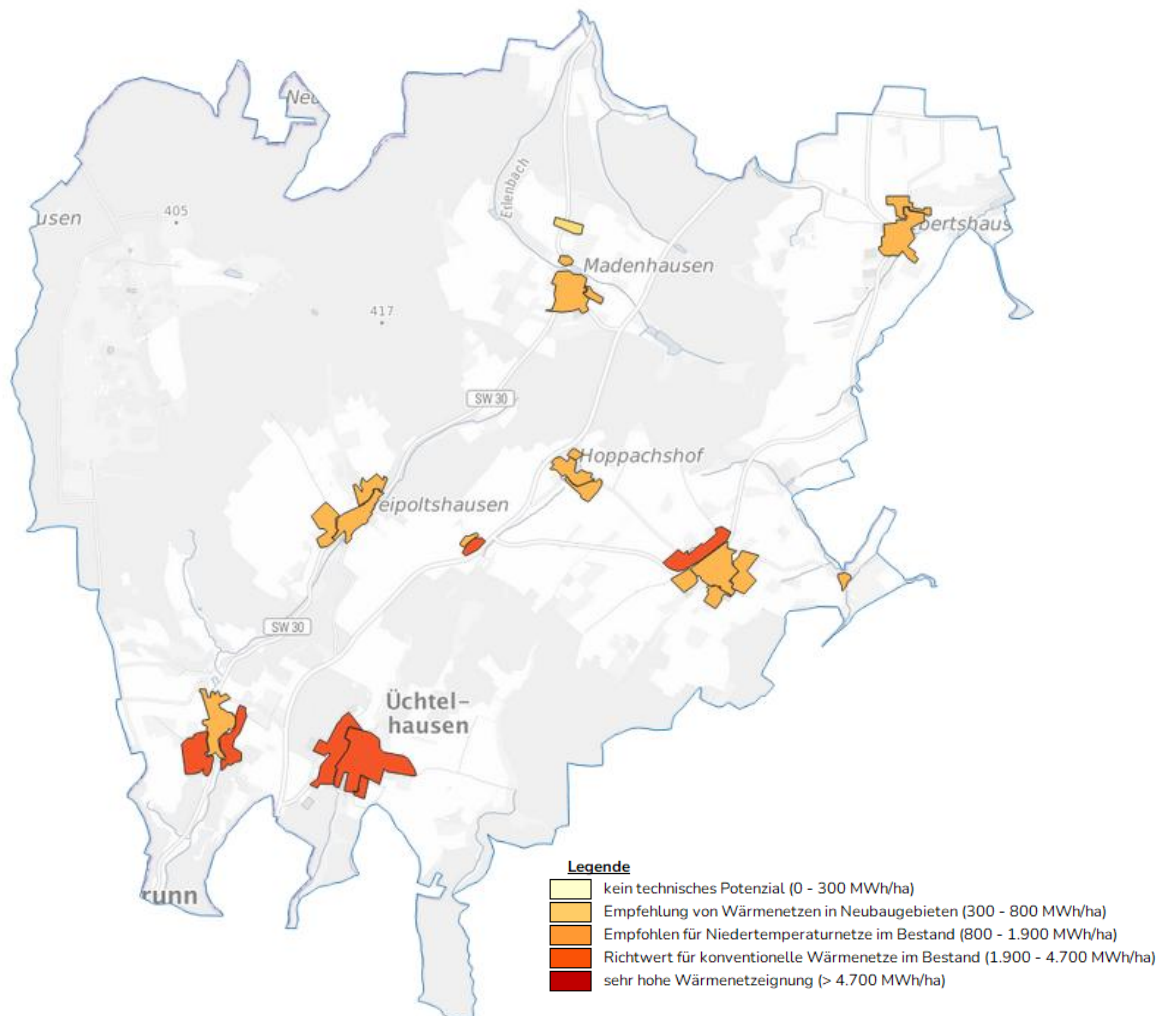 Neu
usen
405
Erlenbach
bertshaus
Madenhausen
417
SW 30
Hoppachshof
eipoltshausen
SW 30
Üchtel-
hausen
runn
Legende
kein technisches Potenzial (0 - 300 MWh/ha)
Empfehlung von Wärmenetzen in Neubaugebieten (300 - 800 MWh/ha)
Empfohlen für Niedertemperaturnetze im Bestand (800 - 1.900 MWh/ha)
Richtwert für konventionelle Wärmenetze im Bestand (1.900 - 4.700 MWh/ha)
sehr hohe Wärmenetzeignung (> 4.700 MWh/ha)